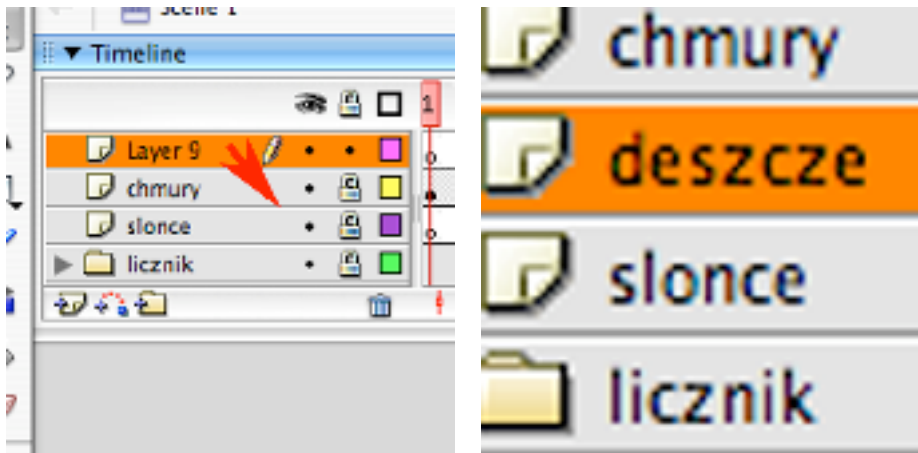 Scene 1
Timeline
1
Layer 9
chmury
slonce
licznik
chmury
deszcze
slonce
licznik